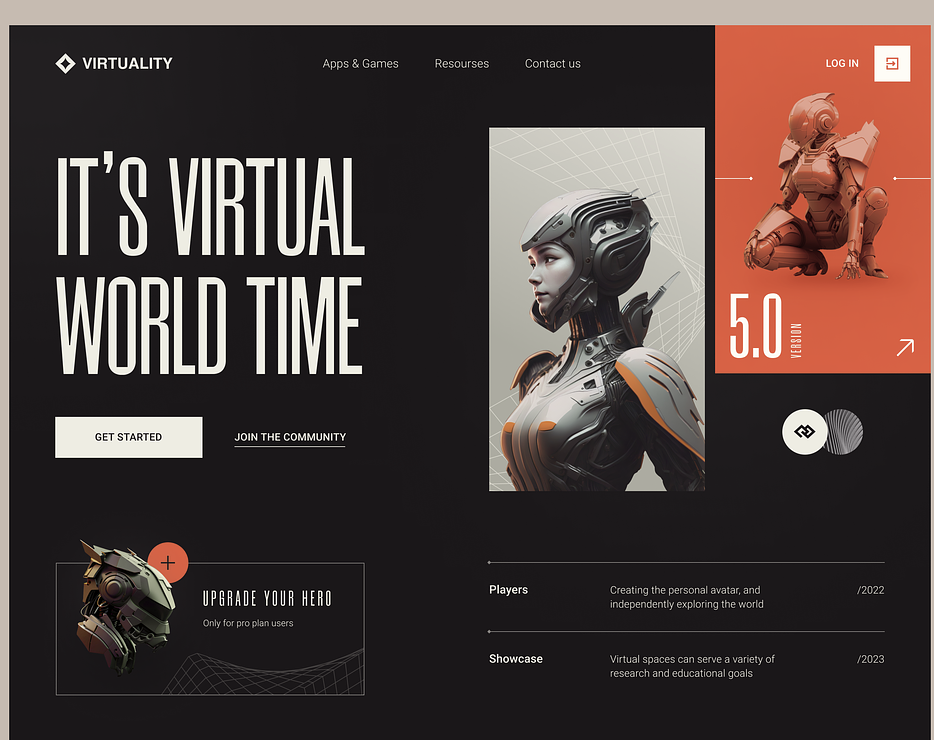 VIRTUALITY
Apps & Games
Resourses
Contact us
LOG IN
IT'S VIRTUAL
WORLD TIME
GET STARTED
JOIN THE COMMUNITY
5.0
VERSION
UPGRADE YOUR HERO
Only for pro plan users
Players
Creating the personal avatar, and
independently exploring the world
/2022
Showcase
Virtual spaces can serve a variety of
research and educational goals
/2023